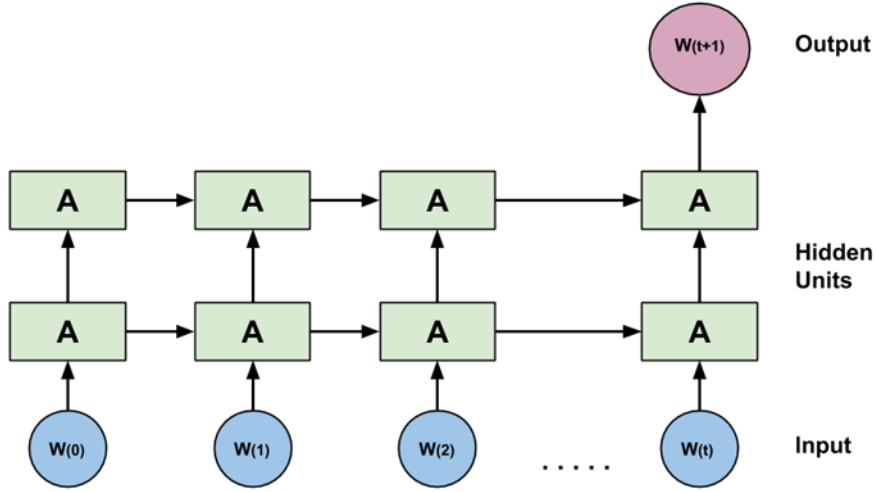 W(t+1)
Output
A A A A
Hidden
Units
A A A A
W(0) W(1) W(2) ..... W(t)
Input